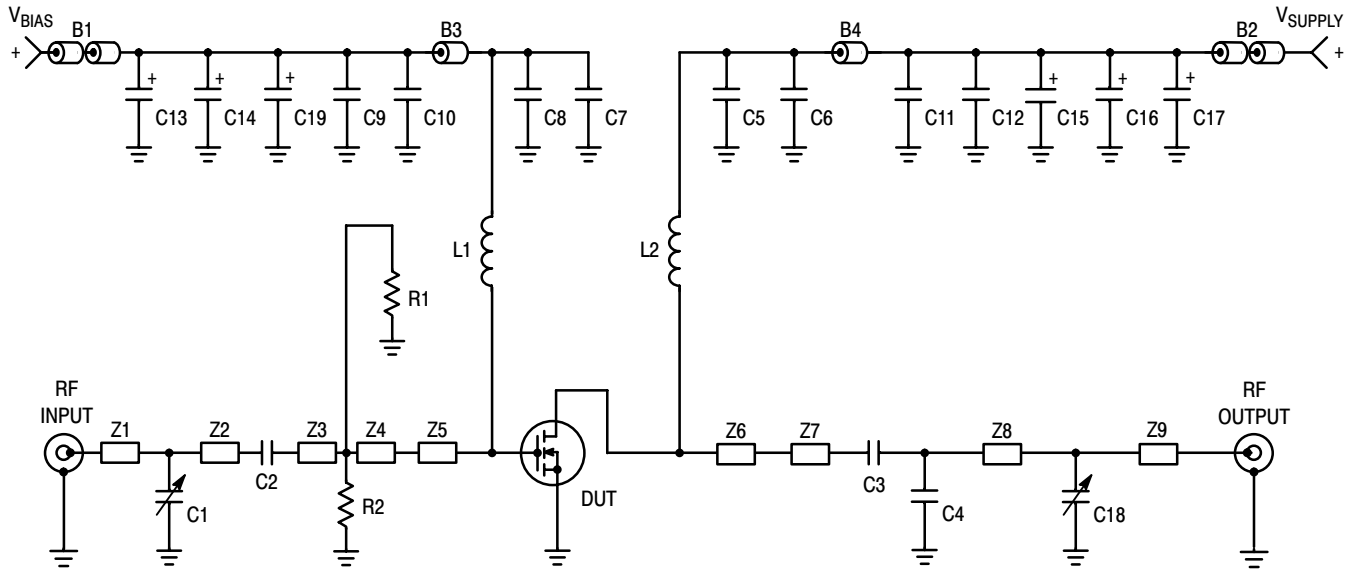 V_BIAS
B1
B3
B4
B2
V_SUPPLY
+
+
+
+
+
C13
C14
C19
C9
C10
C8
C7
C5
C6
C11
C12
+
C15
+
C16
+
C17
L1
L2
R1
RF
INPUT
Z1
Z2
Z3
Z4
Z5
Z6
Z7
Z8
Z9
RF
OUTPUT
C1
C2
R2
DUT
C3
C4
C18